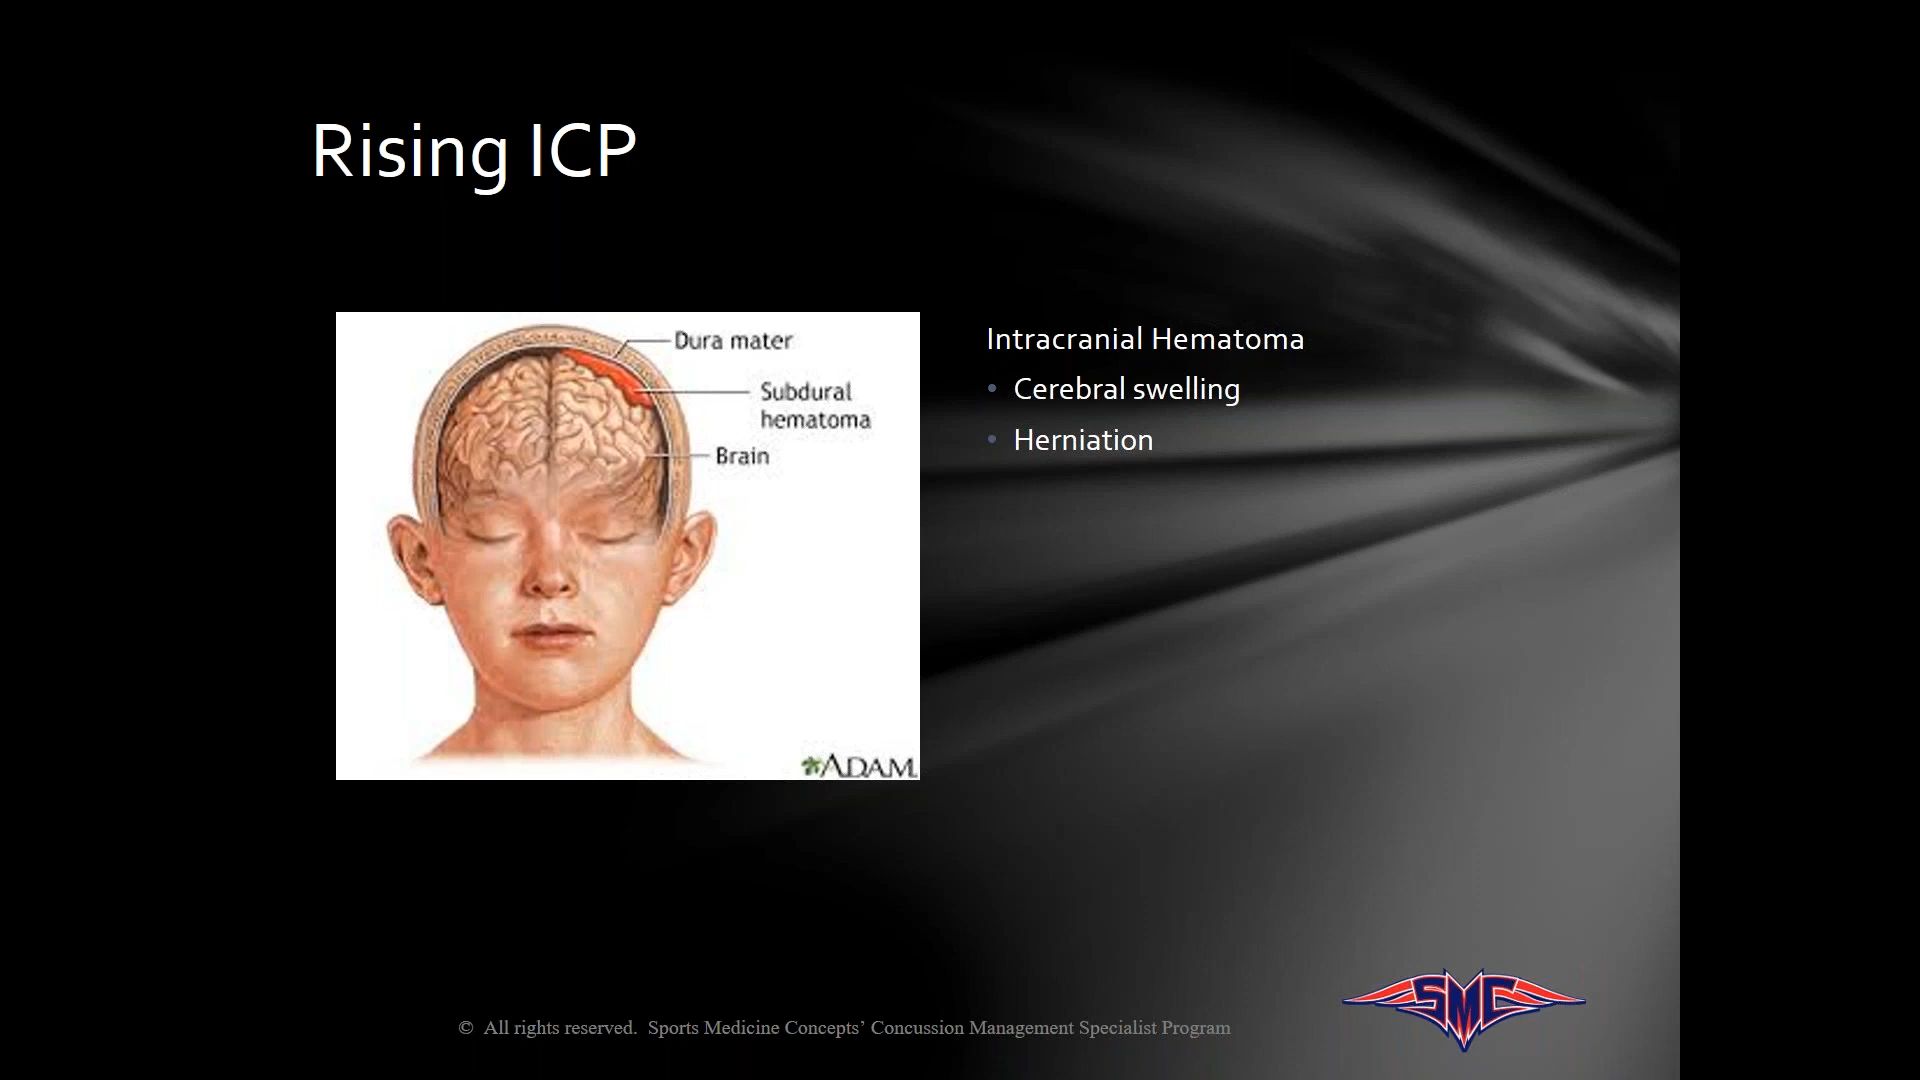 Rising ICP
Dura mater
Subdural
hematoma
Brain
ADAM.
Intracranial Hematoma
• Cerebral swelling
• Herniation
© All rights reserved. Sports Medicine Concepts’ Concussion Management Specialist Program
SMC